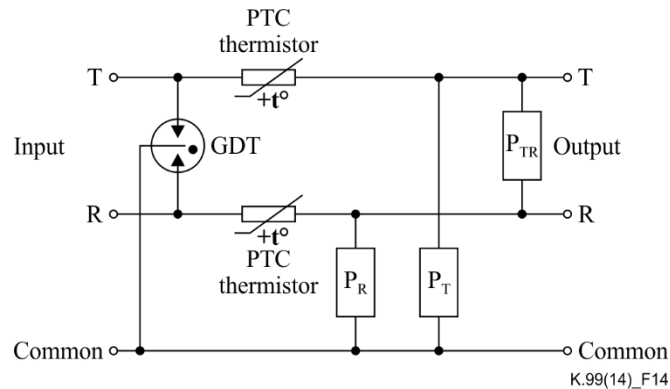 PTC
thermistor
T
+t°
T
Input
GDT
P_TR
Output
R
+t°
R
PTC
thermistor
P_R
P_T
Common
Common
K.99(14)_F14